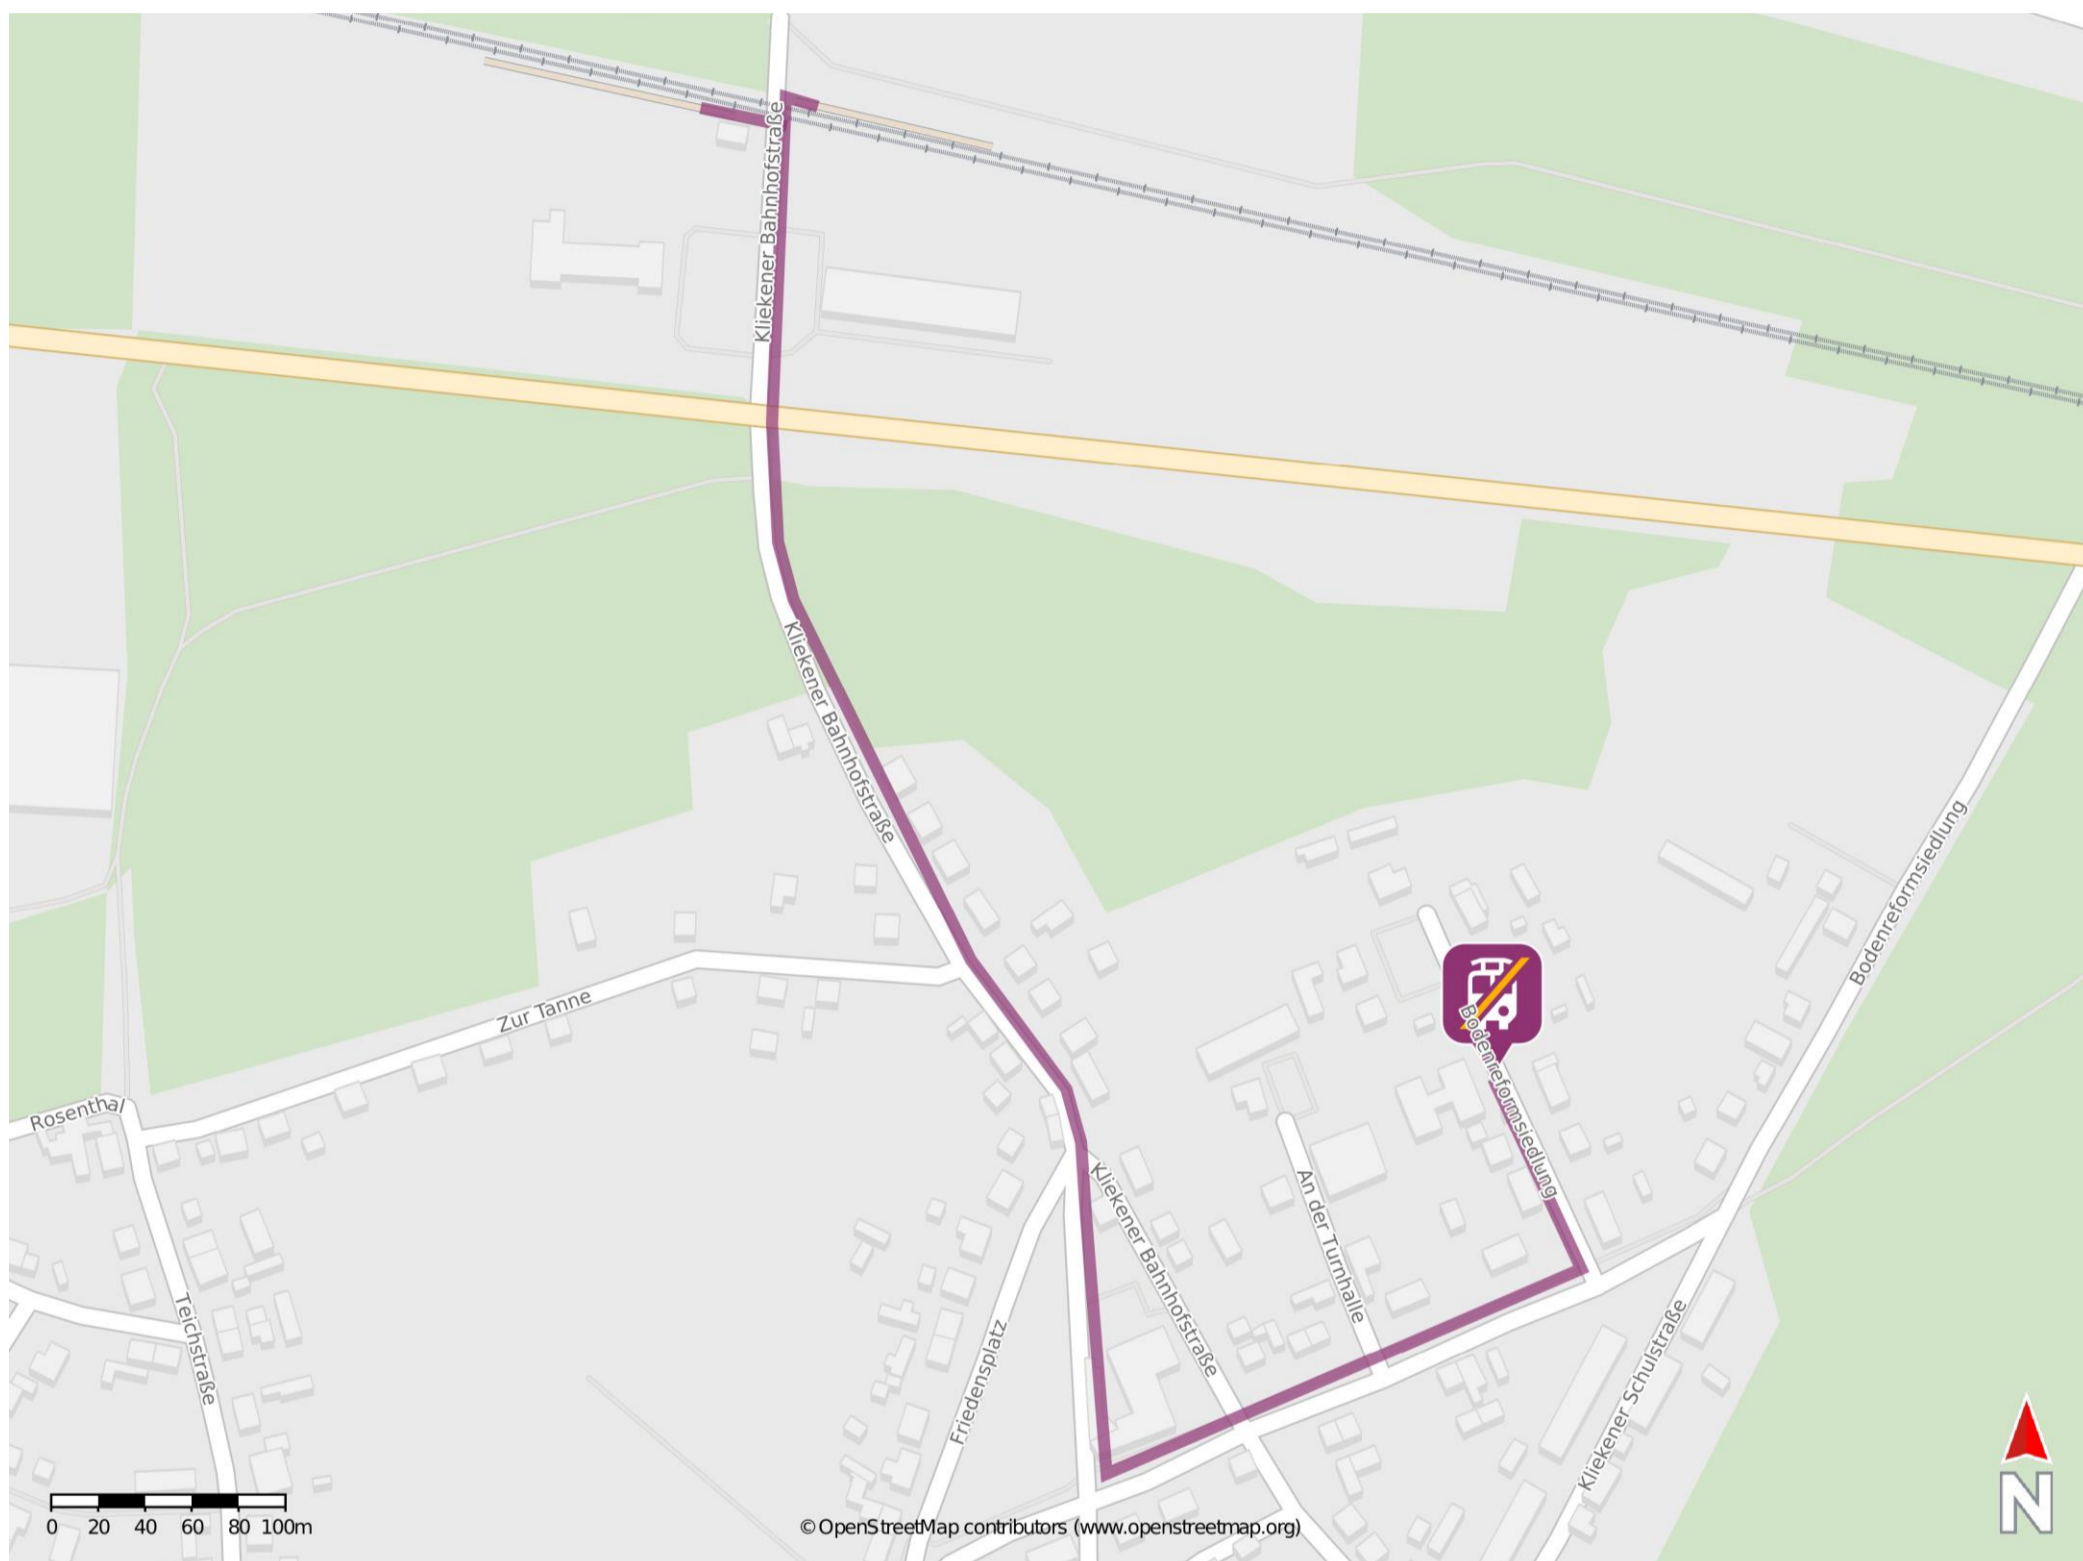 Kliekener Bahnhofstraße
Kliekener Bahnhofstraße
Bodenreformsiedlung
Zur Tanne
Bodenreformsiedlung
Rosenthal
Kliekener Bahnhofstraße
An der Turnhalle
Teichstraße
Friedensplatz
Kliekener Schulstraße
N
0 20 40 60 80 100m
© OpenStreetMap contributors (www.openstreetmap.org)